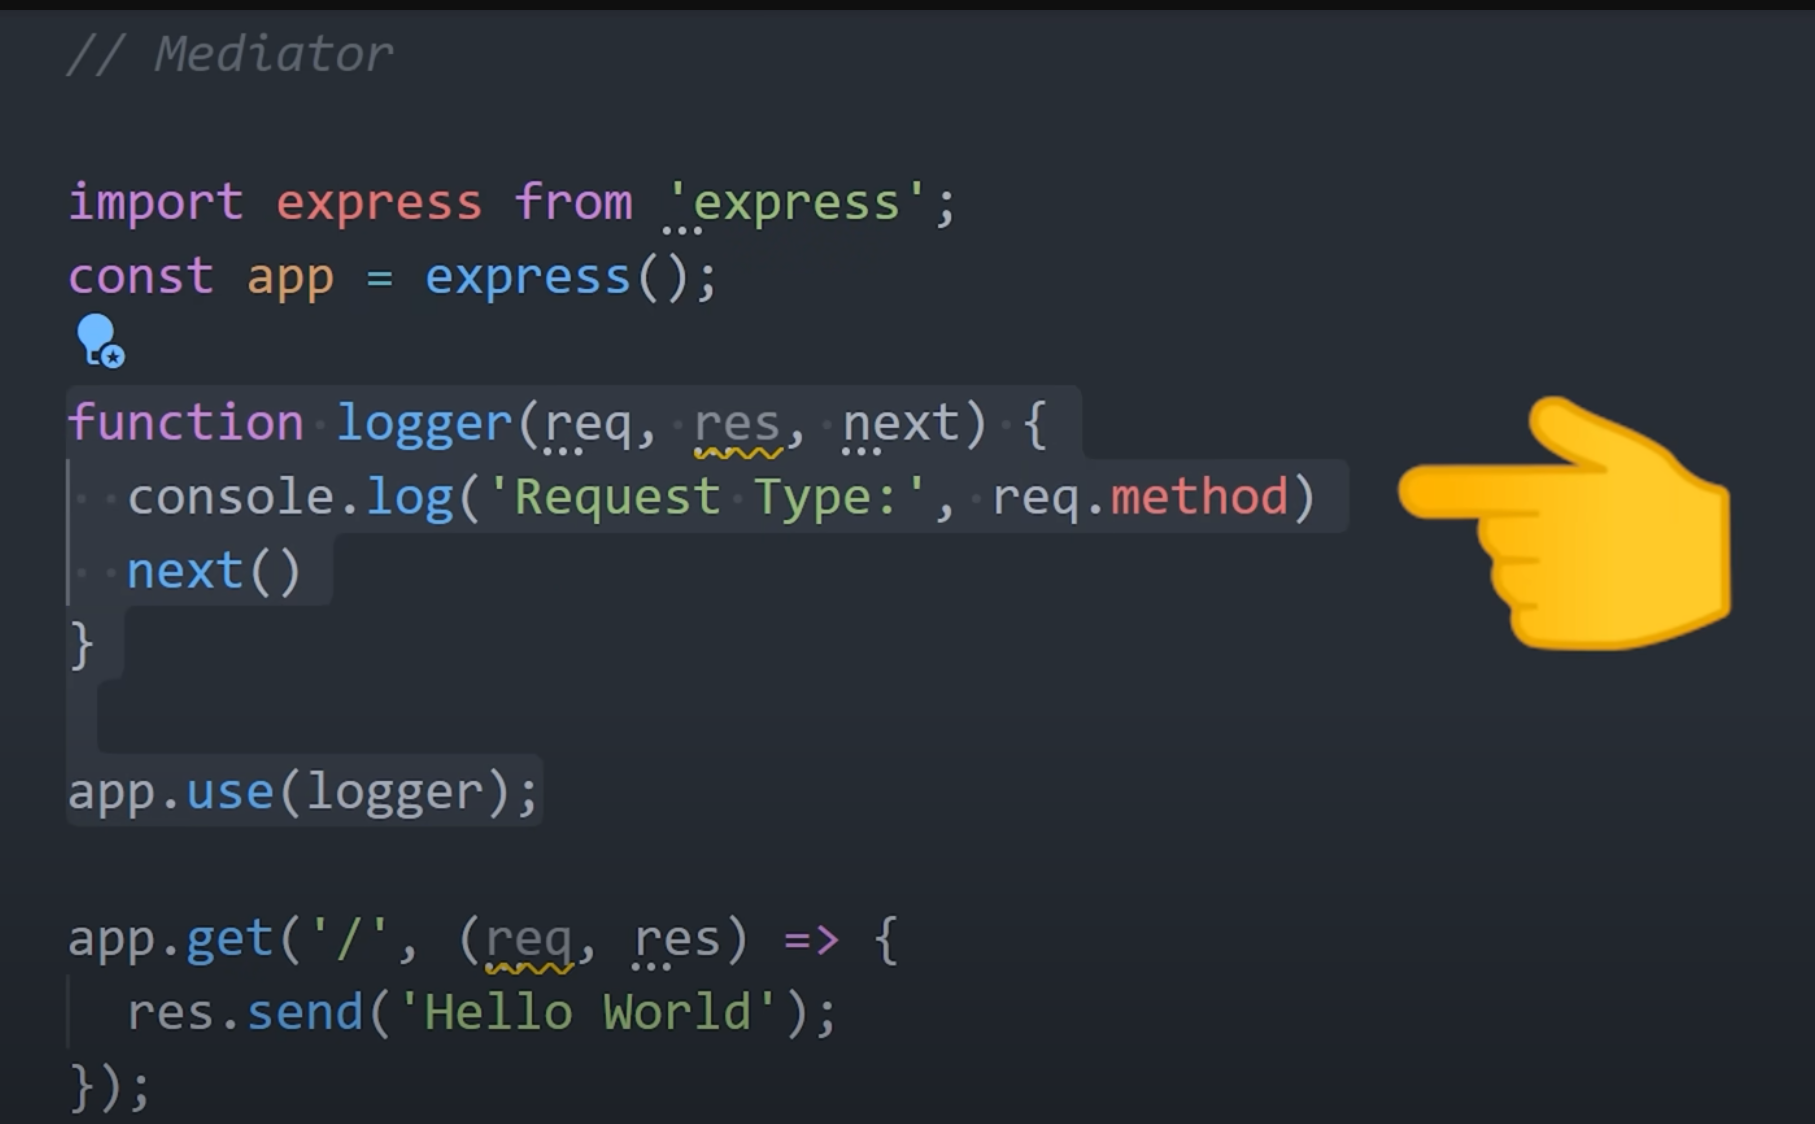 // Mediator
import express from 'express';
const app = express();
function logger(req, res, next) {
  console.log('Request Type:', req.method)
  next()
}
app.use(logger);
app.get('/', (req, res) => {
  res.send('Hello World');
});